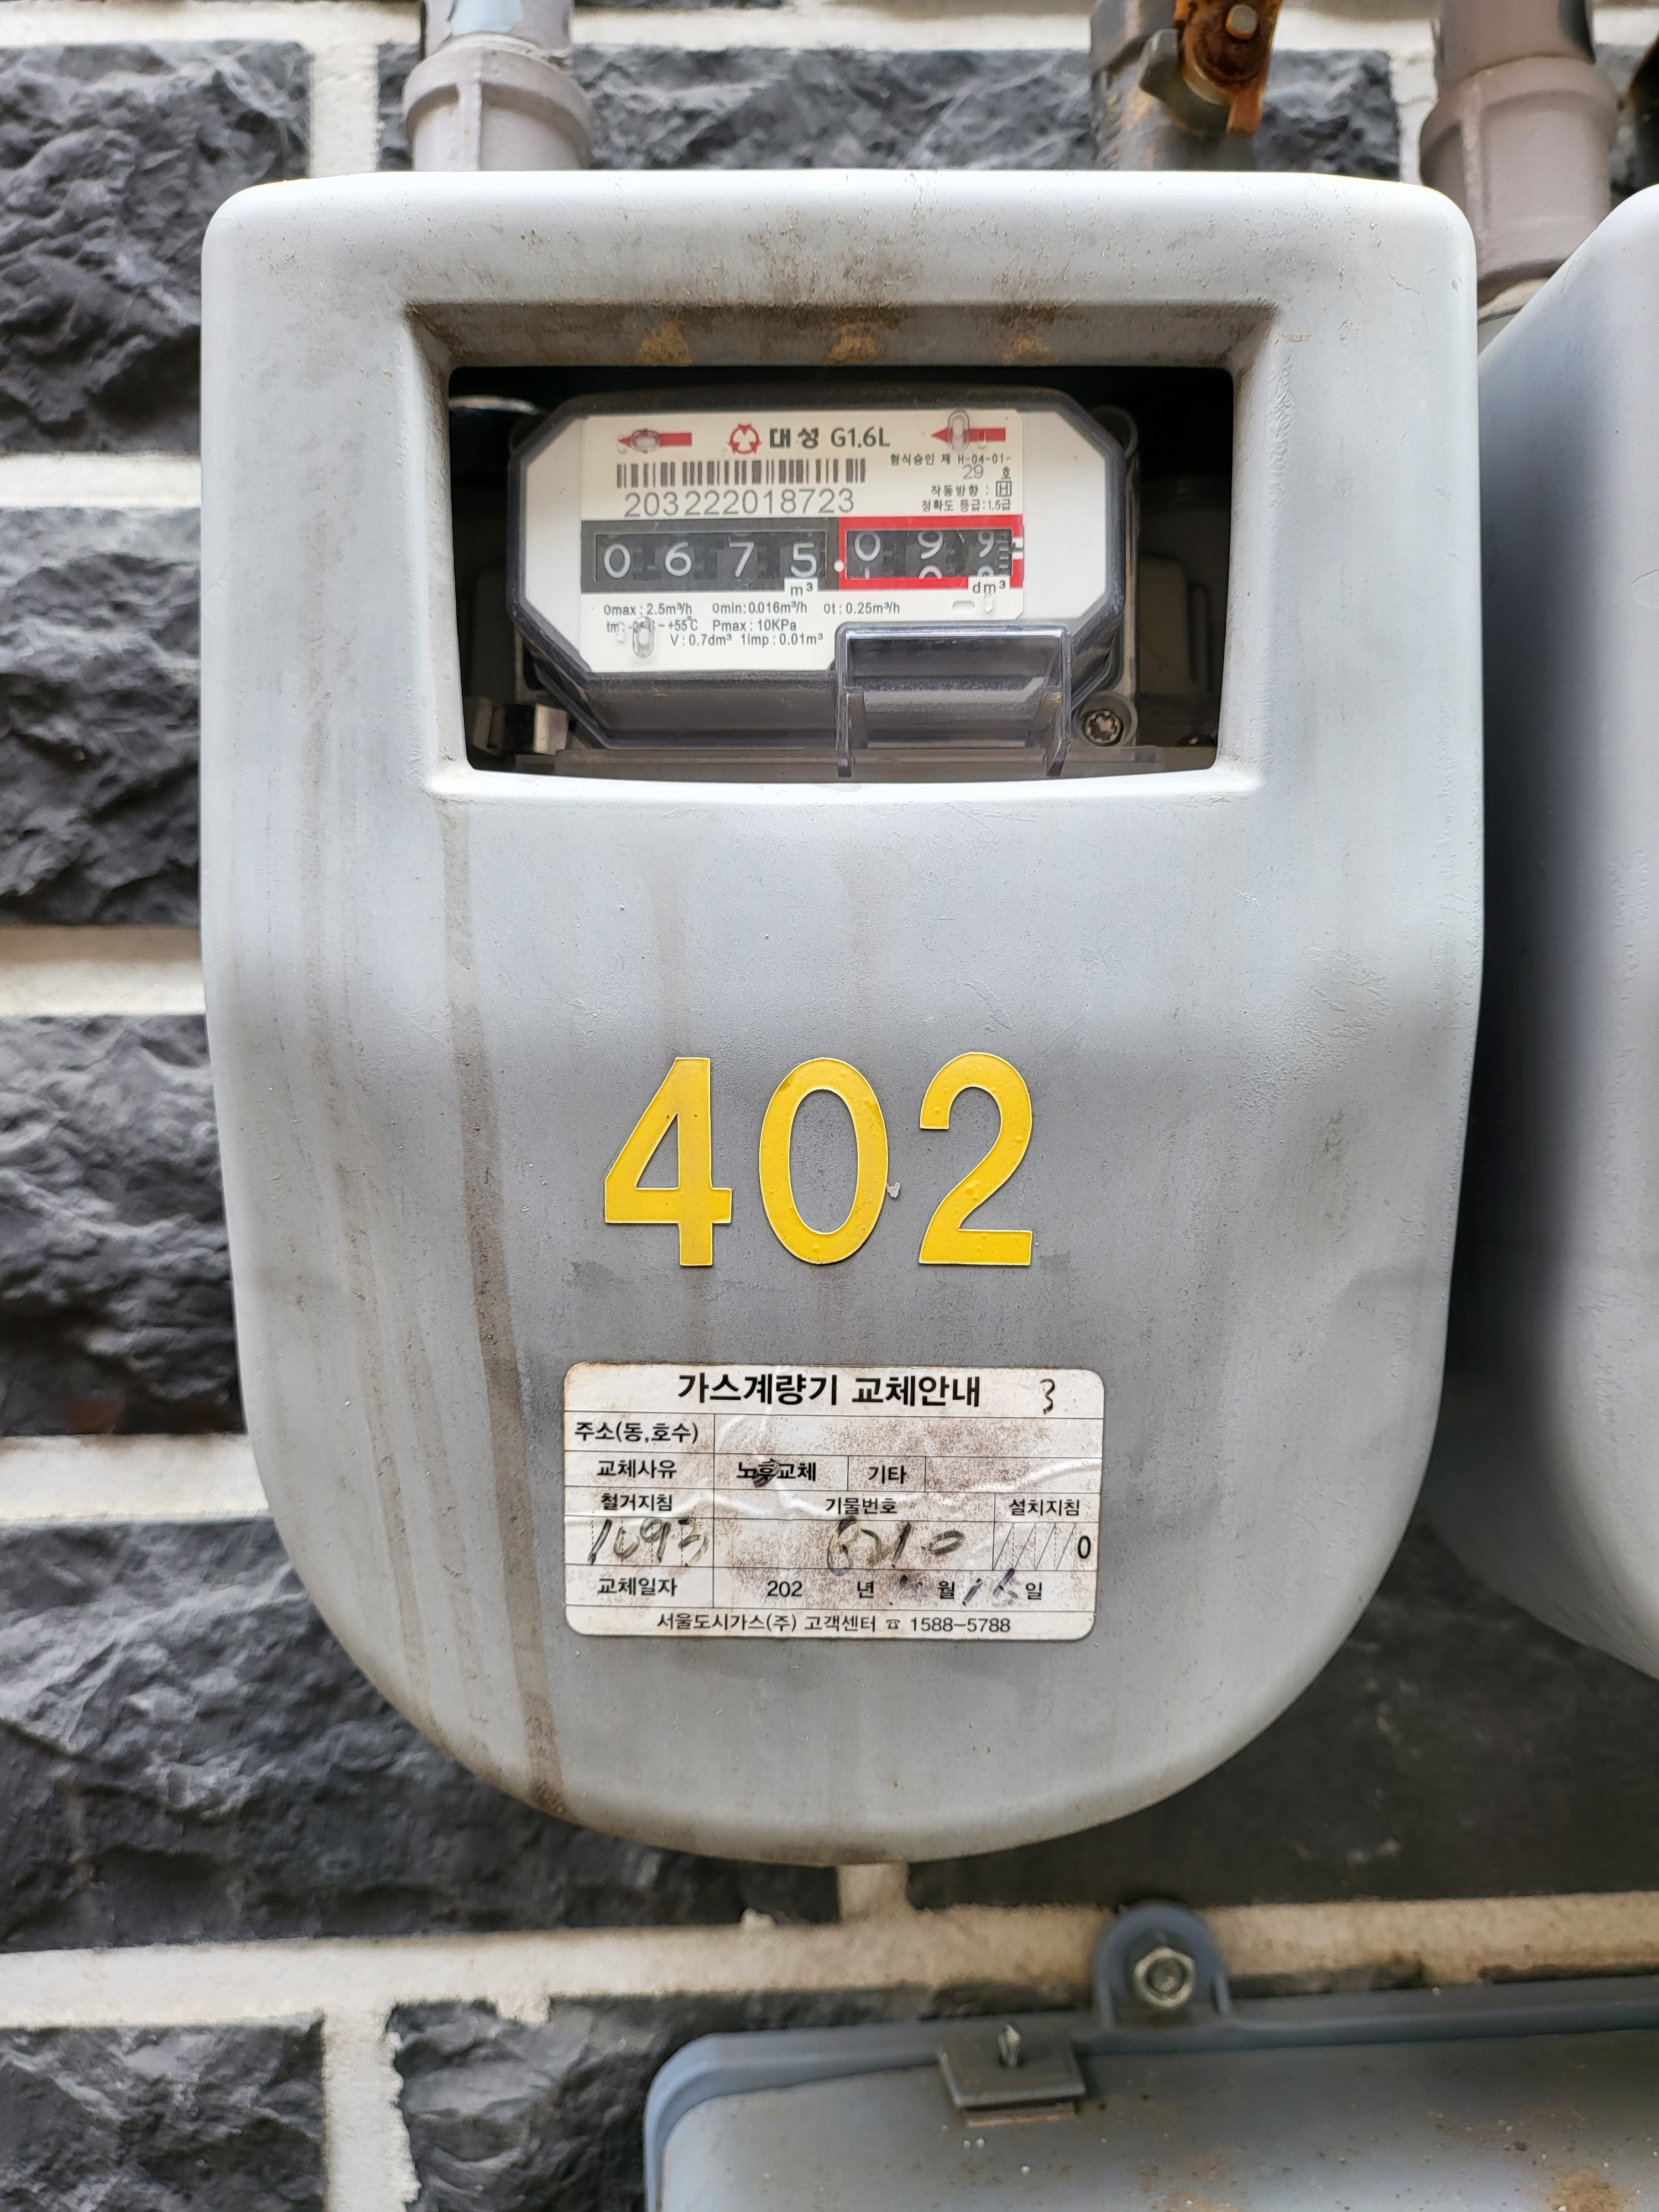 대성 G1.6L
형식승인 제 H-04-01-
29 호
203222018723
작동방향 : H
정확도 등급:1.5급
0675 099
m³ dm³
Qmax : 2.5m³/h Qmin:0.016m³/h Qt : 0.25m³/h
~ +55℃ Pmax : 10KPa
V : 0.7dm³ 1imp : 0.01m³
402
가스계량기 교체안내 3
주소(동,호수)
교체사유 노후교체 기타
철거지침 기물번호 설치지침
0
교체일자 202 년 월 16 일
서울도시가스(주) 고객센터 ☎ 1588-5788